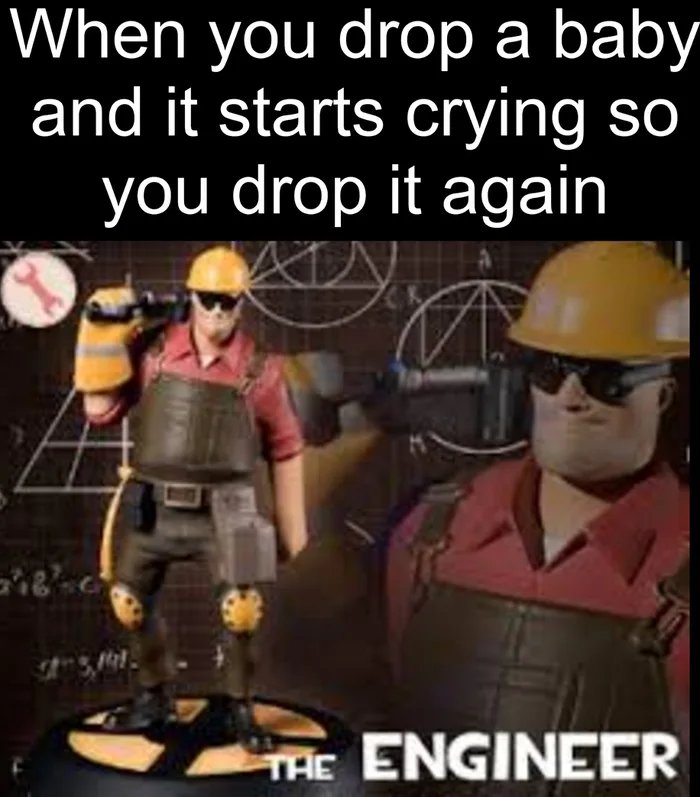 When you drop a baby
and it starts crying so
you drop it again
THE ENGINEER